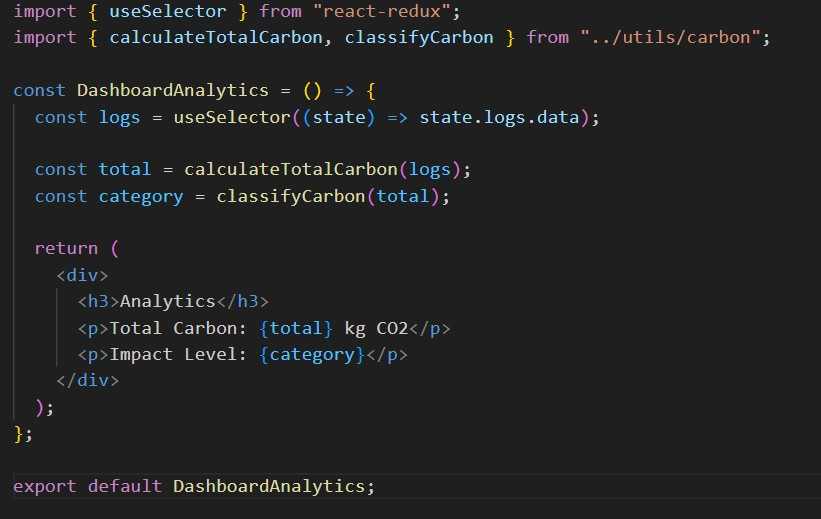 import { useSelector } from "react-redux";
import { calculateTotalCarbon, classifyCarbon } from "../utils/carbon";

const DashboardAnalytics = () => {
  const logs = useSelector((state) => state.logs.data);

  const total = calculateTotalCarbon(logs);
  const category = classifyCarbon(total);

  return (
    <div>
      <h3>Analytics</h3>
      <p>Total Carbon: {total} kg CO2</p>
      <p>Impact Level: {category}</p>
    </div>
  );
};

export default DashboardAnalytics;